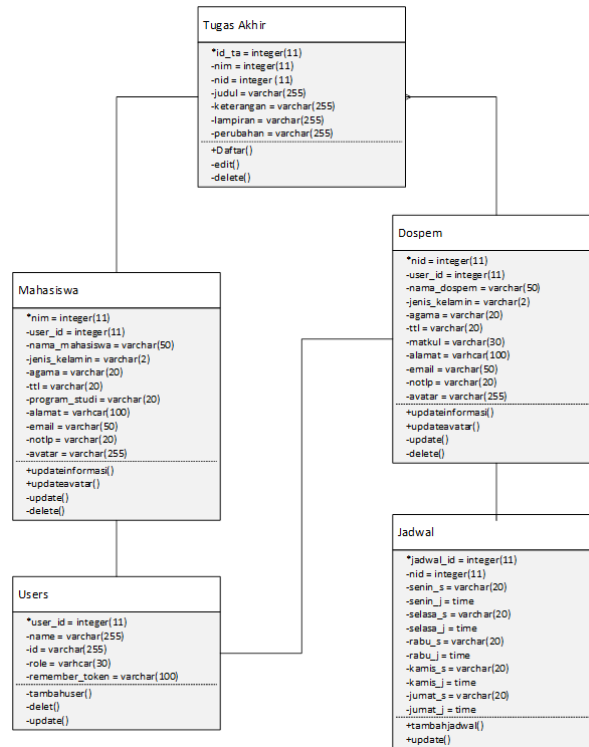 Tugas Akhir
*id_ta = integer(11)
-nim = integer(11)
-nid = integer (11)
-judul = varchar(255)
-keterangan = varchar(255)
-lampiran = varchar(255)
-perubahan = varchar(255)
+Daftar()
-edit()
-delete()
Dospem
*nid = integer(11)
-user_id = integer(11)
-nama_dospem = varchar(50)
-jenis_kelamin = varchar(2)
-agama = varchar(20)
-ttl = varchar(20)
-matkul = varchar(30)
-alamat = varhcar(100)
-email = varchar(50)
-notlp = varchar(20)
-avatar = varchar(255)
+updateinformasi()
+updateavatar()
-update()
-delete()
Mahasiswa
*nim = integer(11)
-user_id = integer(11)
-nama_mahasiswa = varchar(50)
-jenis_kelamin = varchar(2)
-agama = varchar(20)
-ttl = varchar(20)
-program_studi = varchar(20)
-alamat = varhcar(100)
-email = varchar(50)
-notlp = varchar(20)
-avatar = varchar(255)
+updateinformasi()
+updateavatar()
-update()
-delete()
Jadwal
*jadwal_id = integer(11)
-nid = integer(11)
-senin_s = varchar(20)
-senin_j = time
-selasa_s = varchar(20)
-selasa_j = time
-rabu_s = varchar(20)
-rabu_j = time
-kamis_s = varchar(20)
-kamis_j = time
-jumat_s = varchar(20)
-jumat_j = time
+tambahjadwal()
+update()
Users
*user_id = integer(11)
-name = varchar(255)
-id = varchar(255)
-role = varhcar(30)
-remember_token = varchar(100)
-tambahuser()
-delet()
-update()